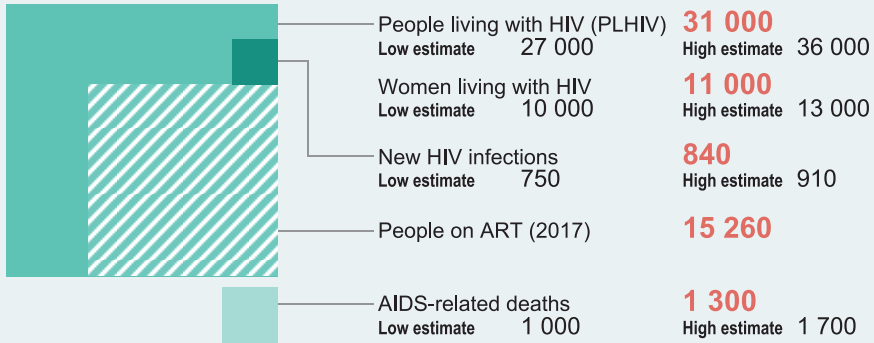 People living with HIV (PLHIV) 31 000
Low estimate 27 000 High estimate 36 000
Women living with HIV 11 000
Low estimate 10 000 High estimate 13 000
New HIV infections 840
Low estimate 750 High estimate 910
People on ART (2017) 15 260
AIDS-related deaths 1 300
Low estimate 1 000 High estimate 1 700